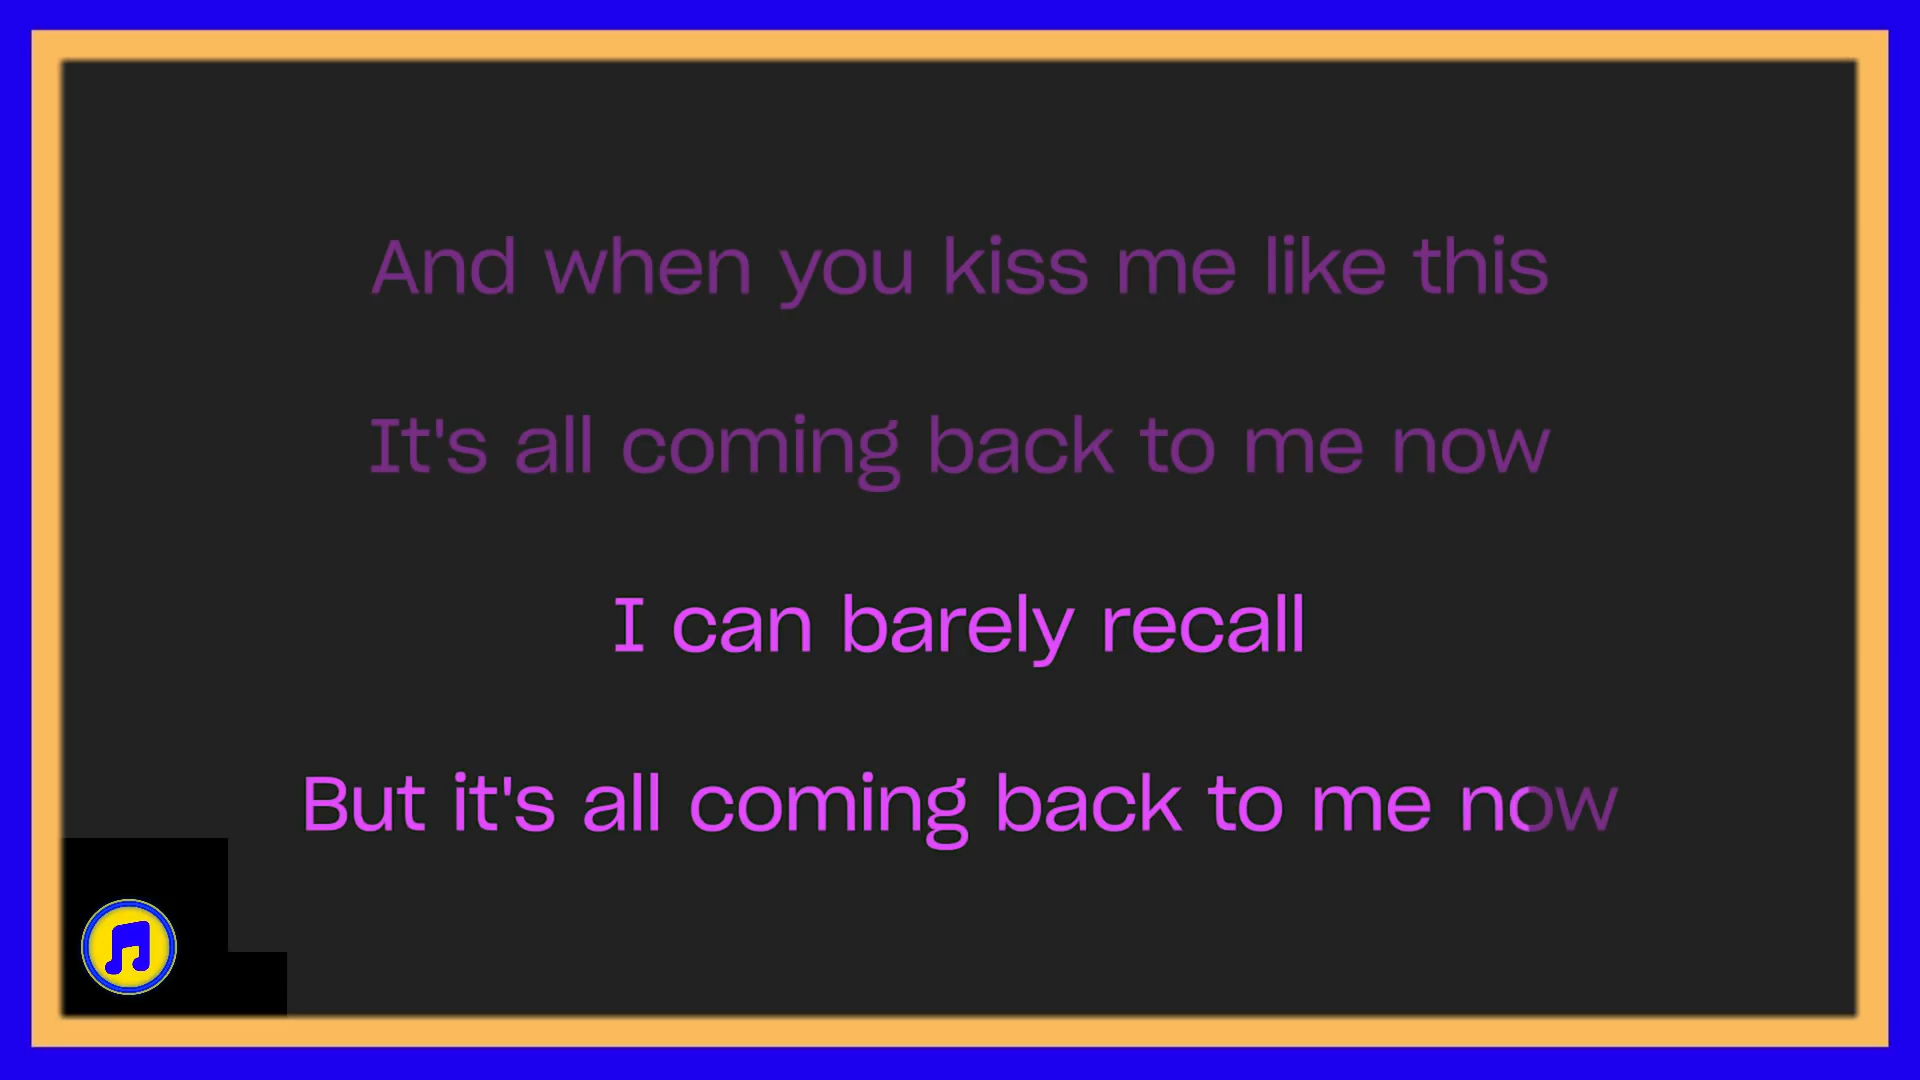 And when you kiss me like this
It's all coming back to me now
I can barely recall
But it's all coming back to me now